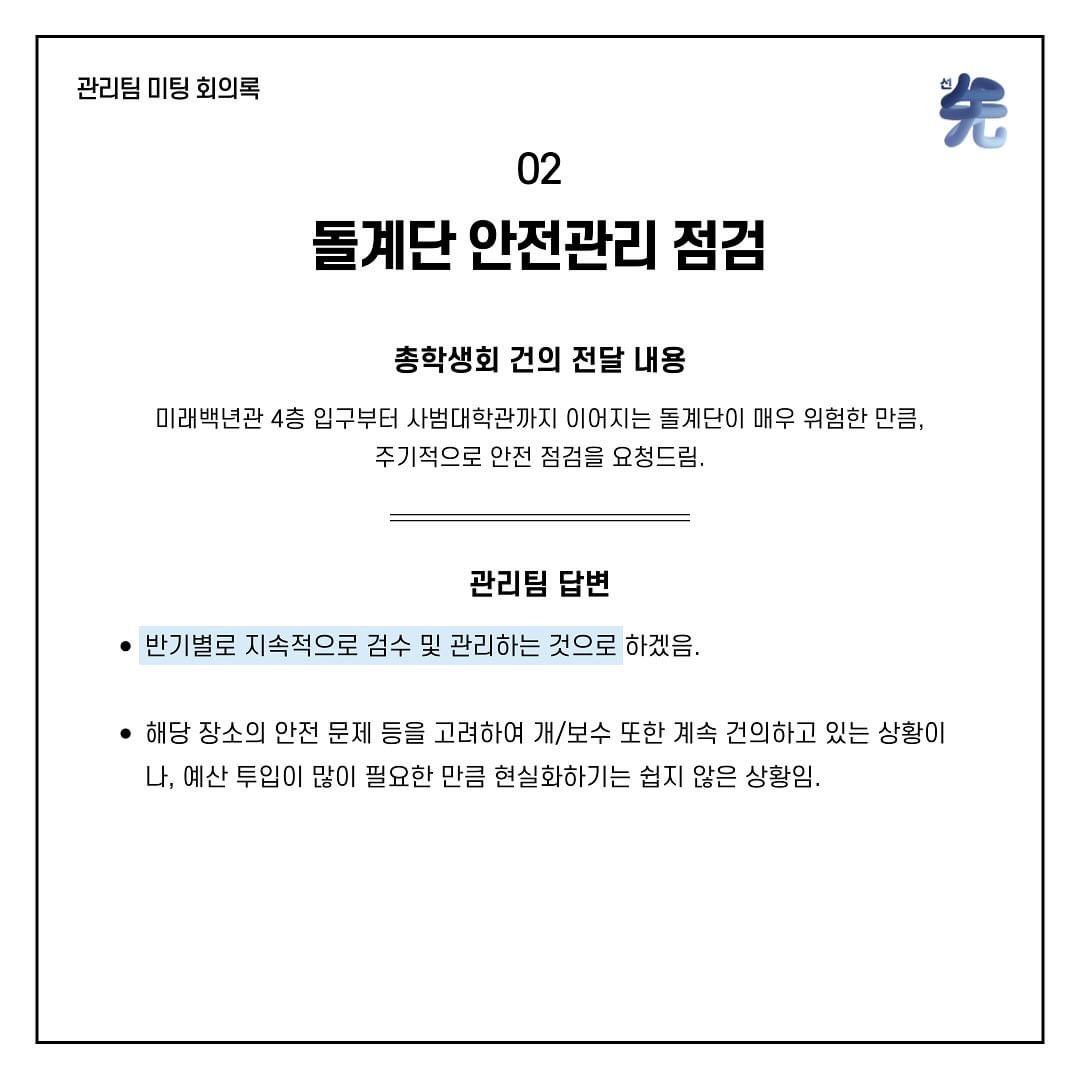 관리팀 미팅 회의록
선
先
02
돌계단 안전관리 점검
총학생회 건의 전달 내용
미래백년관 4층 입구부터 사범대학관까지 이어지는 돌계단이 매우 위험한 만큼,
주기적으로 안전 점검을 요청드림.
관리팀 답변
• 반기별로 지속적으로 검수 및 관리하는 것으로 하겠음.
• 해당 장소의 안전 문제 등을 고려하여 개/보수 또한 계속 건의하고 있는 상황이
나, 예산 투입이 많이 필요한 만큼 현실화하기는 쉽지 않은 상황임.